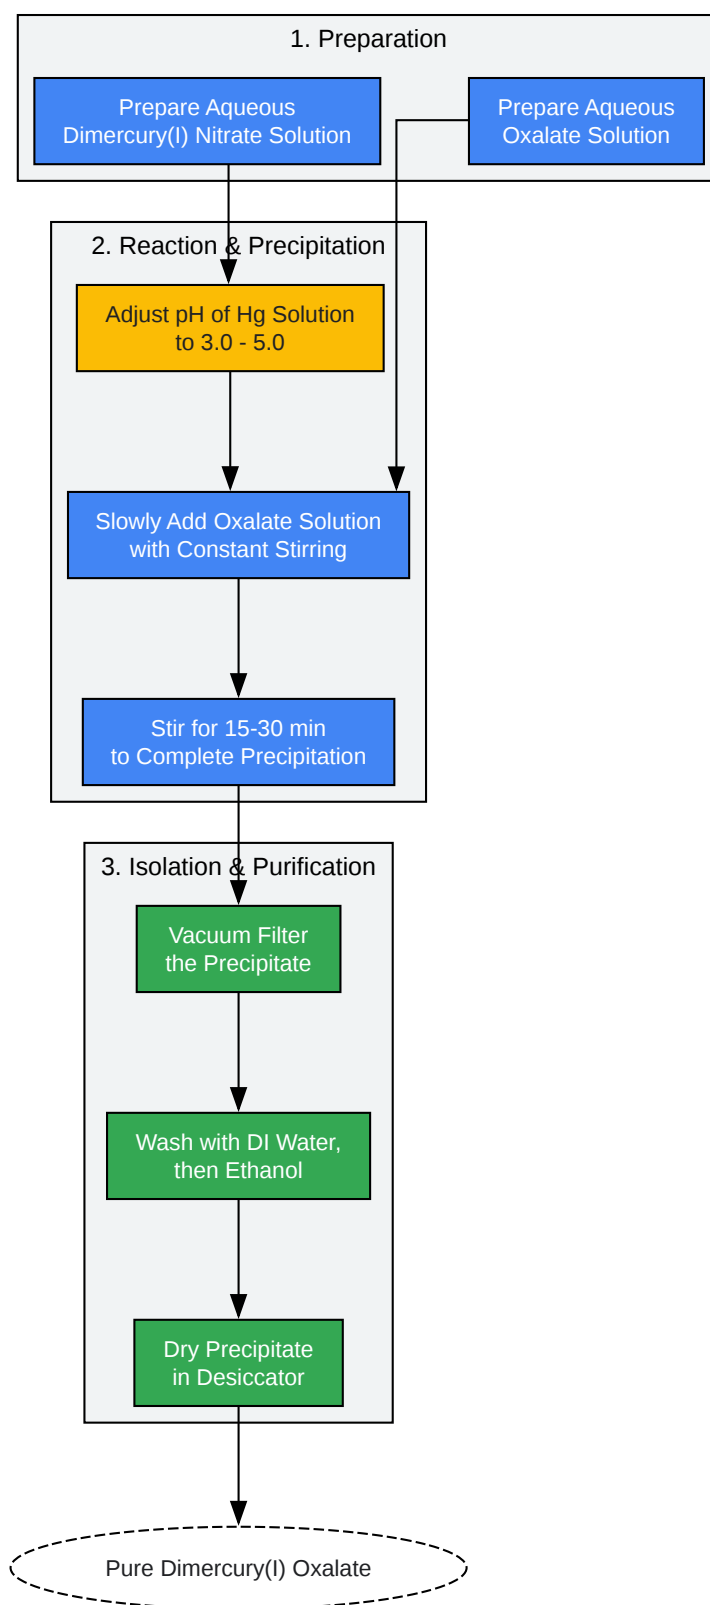 1. Preparation
Prepare Aqueous
Dimercury(I) Nitrate Solution
Prepare Aqueous
Oxalate Solution
2. Reaction & Precipitation
Adjust pH of Hg Solution
to 3.0 - 5.0
Slowly Add Oxalate Solution
with Constant Stirring
Stir for 15-30 min
to Complete Precipitation
3. Isolation & Purification
Vacuum Filter
the Precipitate
Wash with DI Water,
then Ethanol
Dry Precipitate
in Desiccator
Pure Dimercury(I) Oxalate